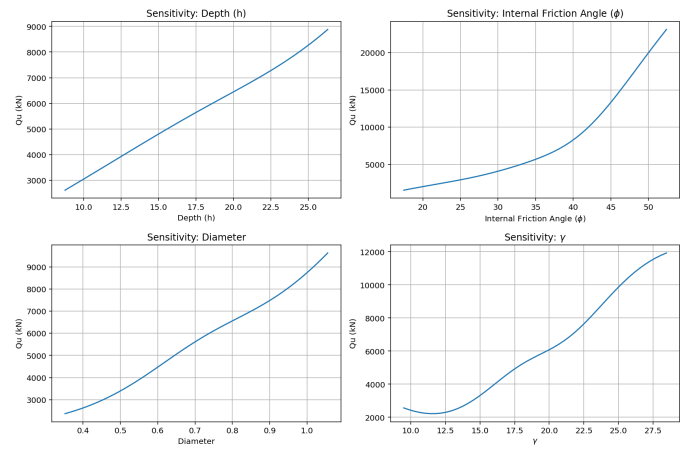 Sensitivity: Depth (h)
Qu (kN)
9000
8000
7000
6000
5000
4000
3000
10.0 12.5 15.0 17.5 20.0 22.5 25.0
Depth (h)
Sensitivity: Internal Friction Angle (ϕ)
Qu (kN)
20000
15000
10000
5000
20 25 30 35 40 45 50
Internal Friction Angle (ϕ)
Sensitivity: Diameter
Qu (kN)
9000
8000
7000
6000
5000
4000
3000
0.4 0.5 0.6 0.7 0.8 0.9 1.0
Diameter
Sensitivity: γ
Qu (kN)
12000
10000
8000
6000
4000
2000
10.0 12.5 15.0 17.5 20.0 22.5 25.0 27.5
γ